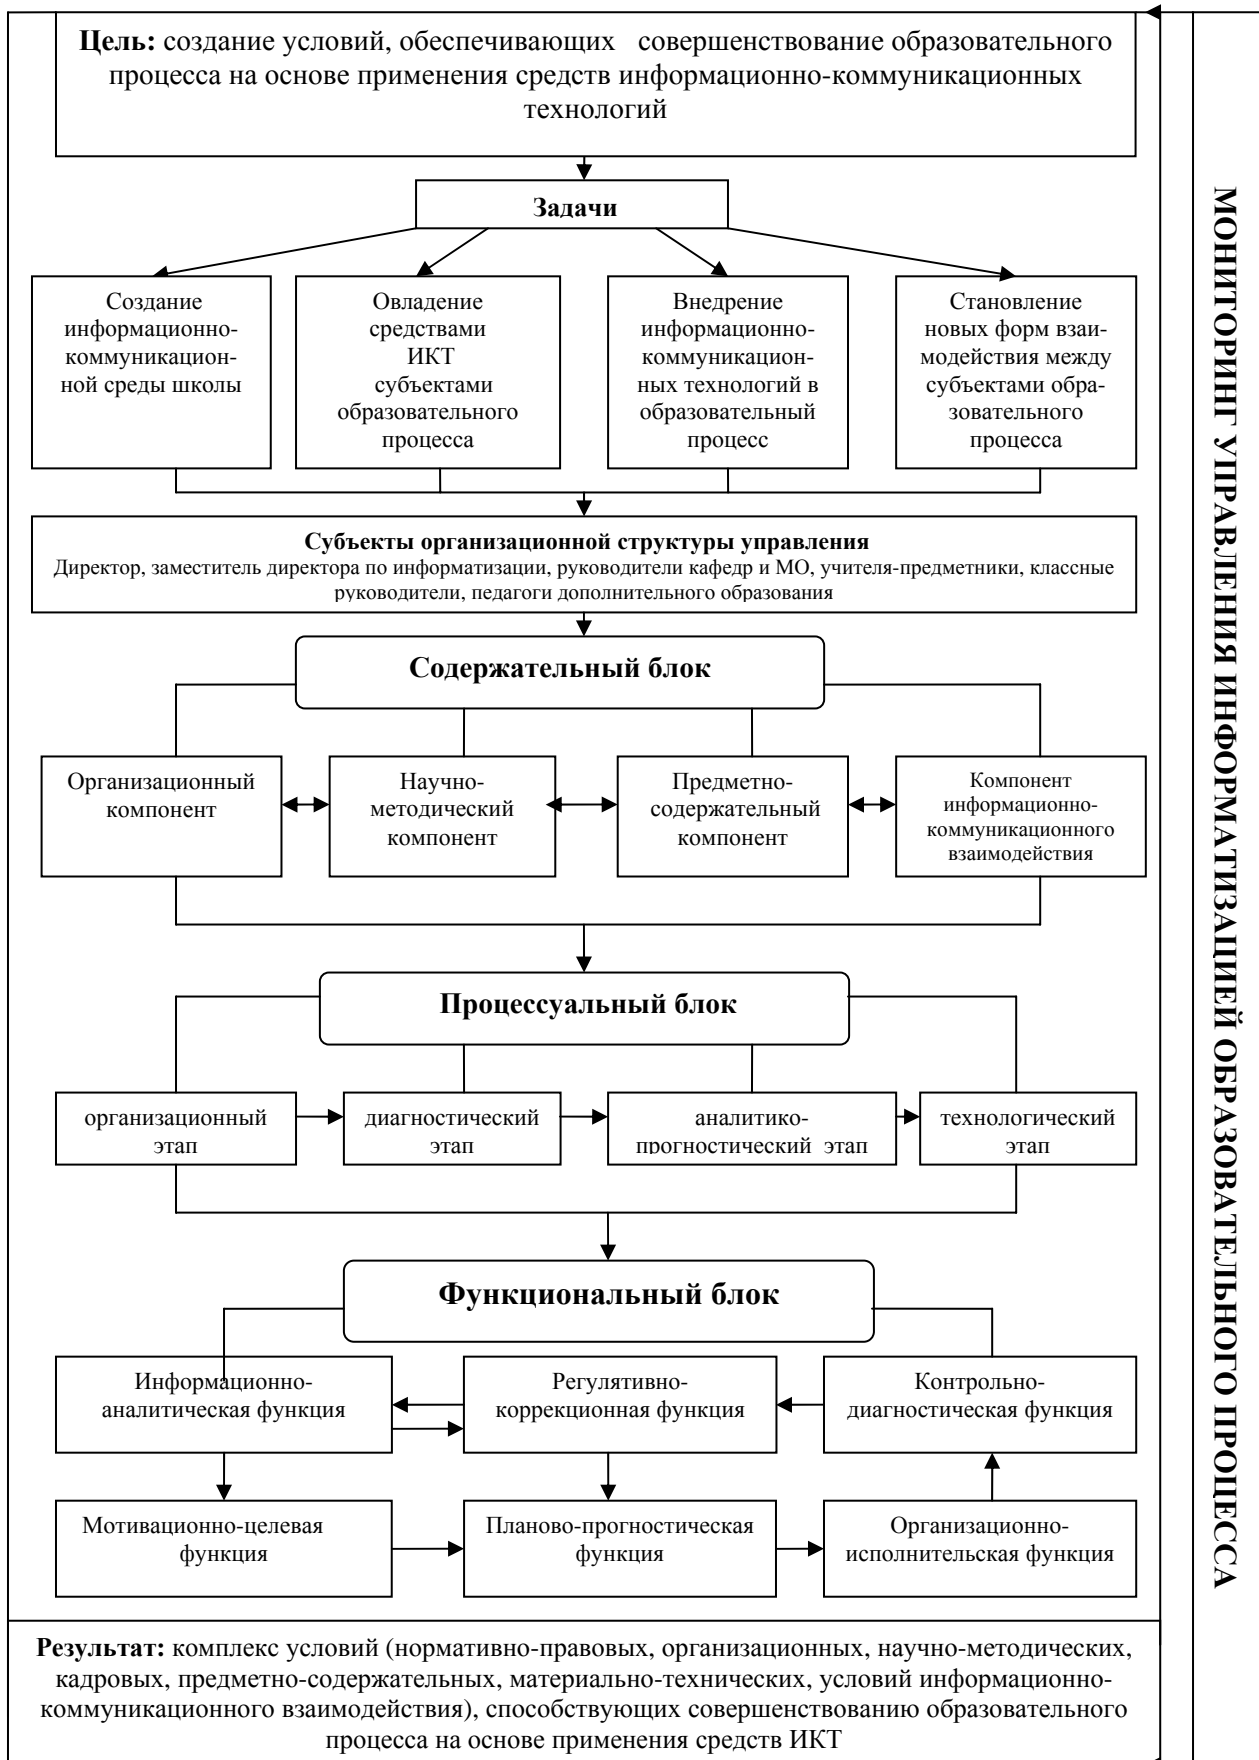 Цель: создание условий, обеспечивающих совершенствование образовательного
процесса на основе применения средств информационно-коммуникационных
технологий
Задачи
Создание
информационно-
коммуникацион-
ной среды школы
Овладение
средствами
ИКТ
субъектами
образовательного
процесса
Внедрение
информационно-
коммуникацион-
ных технологий в
образовательный
процесс
Становление
новых форм взаи-
модействия между
субъектами обра-
зовательного
процесса
Субъекты организационной структуры управления
Директор, заместитель директора по информатизации, руководители кафедр и МО, учителя-предметники, классные
руководители, педагоги дополнительного образования
Содержательный блок
Организационный
компонент
Научно-
методический
компонент
Предметно-
содержательный
компонент
Компонент
информационно-
коммуникационного
взаимодействия
Процессуальный блок
организационный
этап
диагностический
этап
аналитико-
прогностический этап
технологический
этап
Функциональный блок
Информационно-
аналитическая функция
Регулятивно-
коррекционная функция
Контрольно-
диагностическая функция
Мотивационно-целевая
функция
Планово-прогностическая
функция
Организационно-
исполнительская функция
Результат: комплекс условий (нормативно-правовых, организационных, научно-методических,
кадровых, предметно-содержательных, материально-технических, условий информационно-
коммуникационного взаимодействия), способствующих совершенствованию образовательного
процесса на основе применения средств ИКТ
МОНИТОРИНГ УПРАВЛЕНИЯ ИНФОРМАТИЗАЦИЕЙ ОБРАЗОВАТЕЛЬНОГО ПРОЦЕССА